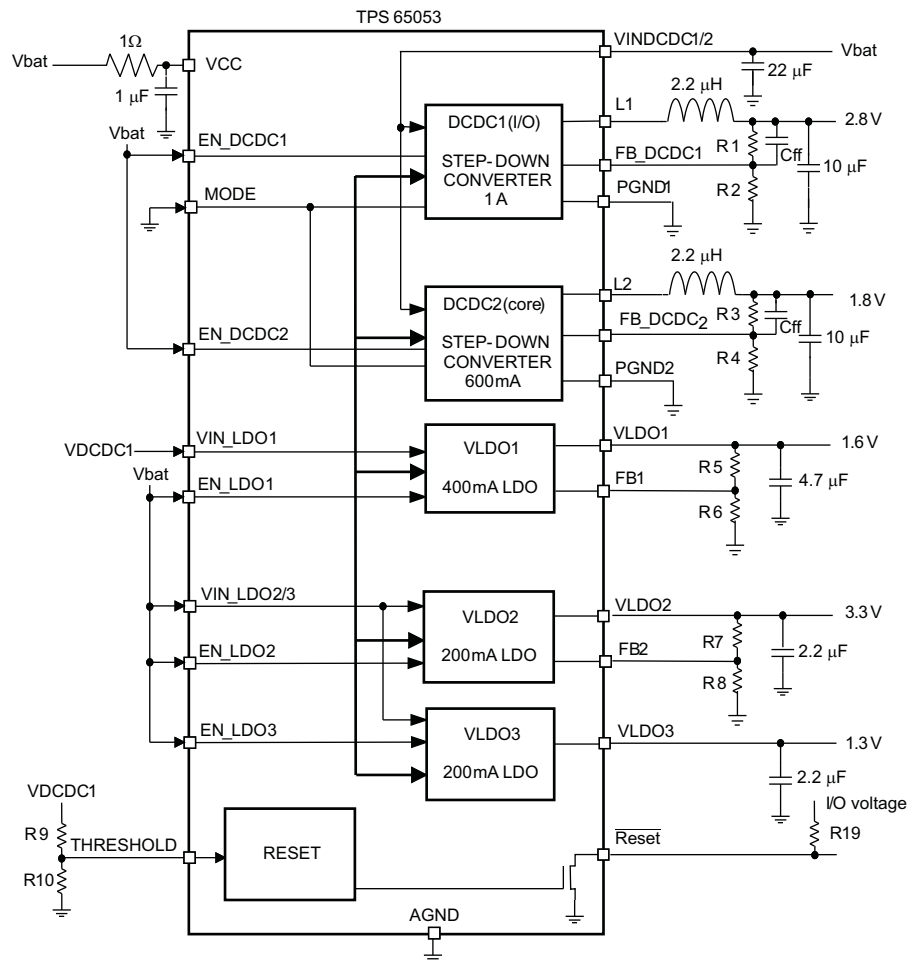 TPS 65053
Vbat
1Ω
VCC
1 μF
VINDCDC1/2
Vbat
22 μF
Vbat
EN_DCDC1
MODE
DCDC1(I/O)
STEP-DOWN
CONVERTER
1 A
L1
2.2 μH
2.8 V
FB_DCDC1
R1
Cff
10 μF
R2
PGND1
EN_DCDC2
DCDC2(core)
STEP-DOWN
CONVERTER
600mA
L2
2.2 μH
1.8 V
FB_DCDC2
R3
Cff
10 μF
R4
PGND2
VDCDC1
VIN_LDO1
Vbat
EN_LDO1
VLDO1
400mA LDO
VLDO1
1.6 V
R5
4.7 μF
FB1
R6
VIN_LDO2/3
EN_LDO2
VLDO2
200mA LDO
VLDO2
3.3 V
R7
2.2 μF
FB2
R8
EN_LDO3
VLDO3
200mA LDO
VLDO3
1.3 V
2.2 μF
I/O voltage
VDCDC1
R9
THRESHOLD
R10
RESET
Reset
R19
AGND